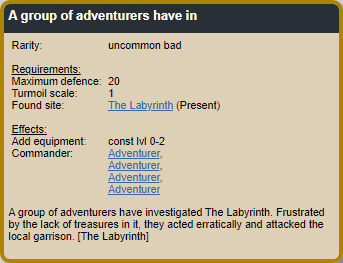 A group of adventurers have in
Rarity: uncommon bad
Requirements:
Maximum defence: 20
Turmoil scale: 1
Found site: The Labyrinth (Present)
Effects:
Add equipment: const lvl 0-2
Commander: Adventurer,
Adventurer,
Adventurer,
Adventurer
A group of adventurers have investigated The Labyrinth. Frustrated
by the lack of treasures in it, they acted erratically and attacked the
local garrison. [The Labyrinth]